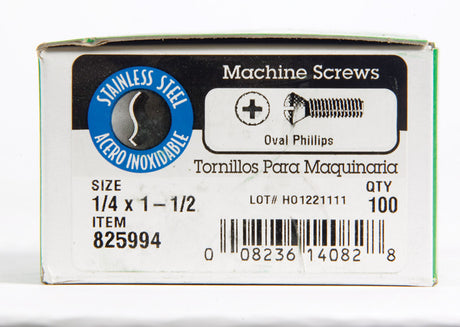 STAINLESS STEEL
ACERO INOXIDABLE
Machine Screws
Oval Phillips
Tornillos Para Maquinaria
SIZE
1/4 x 1-1/2
ITEM
825994
LOT# H01221111
QTY
100
0 08236 14082 8